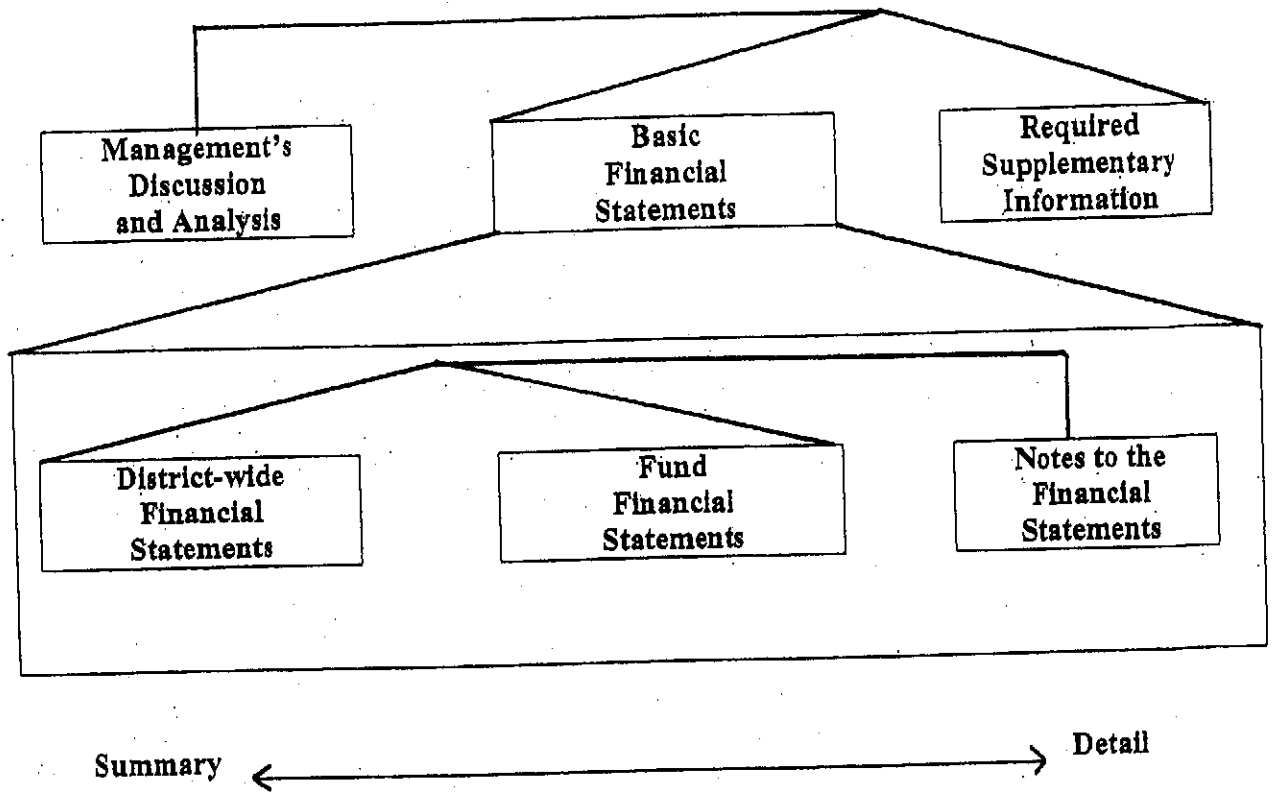 Management's
Discussion
and Analysis
Basic
Financial
Statements
Required
Supplementary
Information
District-wide
Financial
Statements
Fund
Financial
Statements
Notes to the
Financial
Statements
Summary
Detail